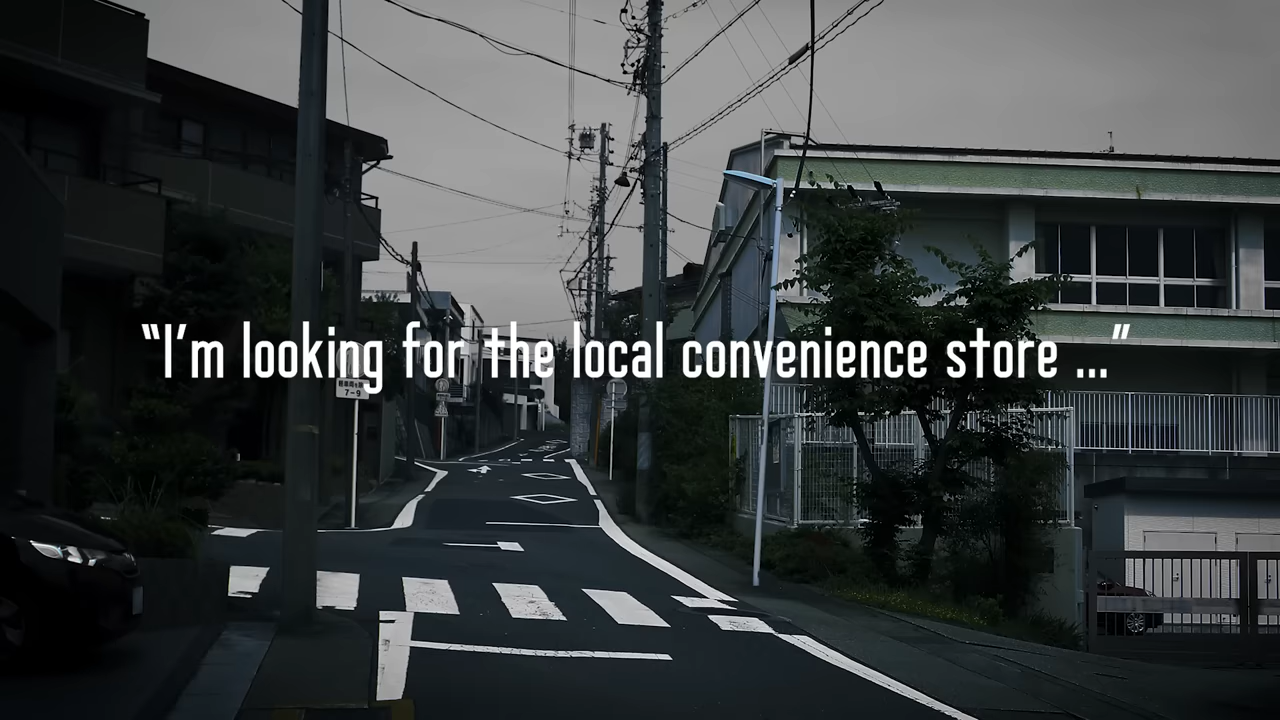 “I’m looking for the local convenience store ...”
7-9